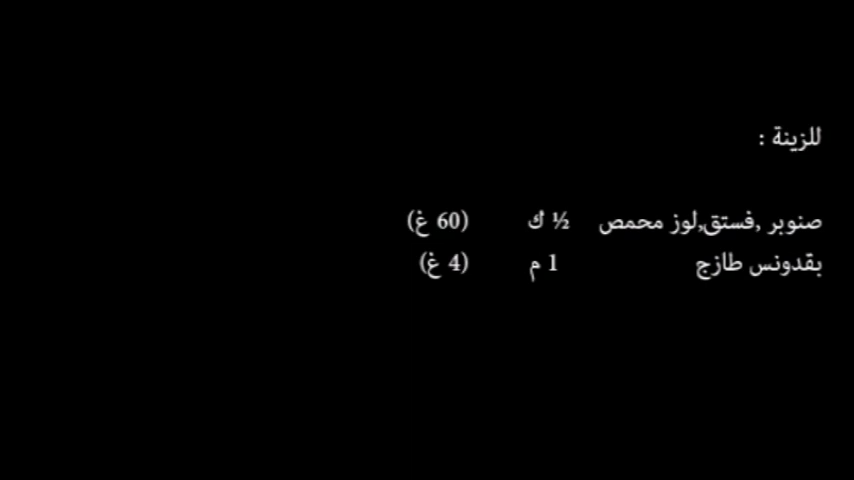 للزينة :
صنوبر ,فستق,لوز محمص ½ ك (60 غ)
بقدونس طازج 1 م (4 غ)